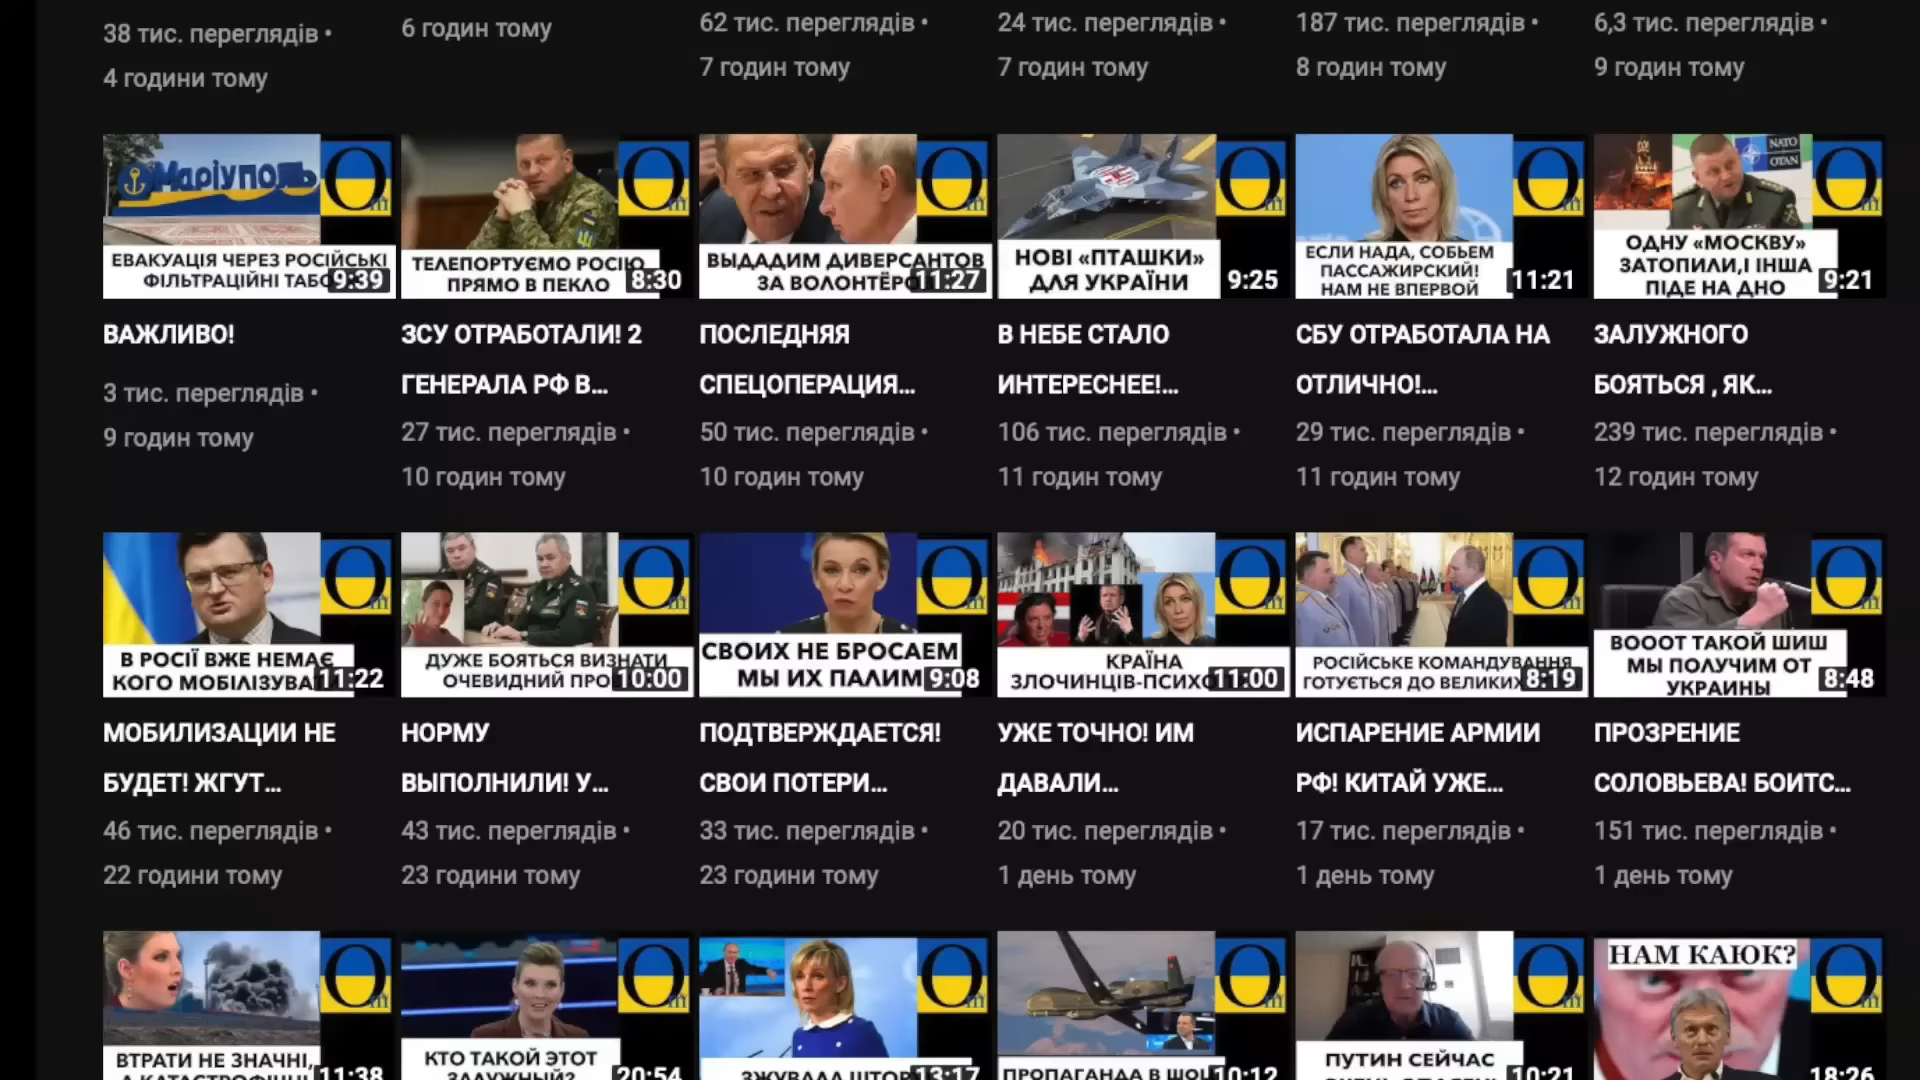 38 тис. переглядів •
4 години тому
6 годин тому
62 тис. переглядів •
7 годин тому
24 тис. переглядів •
7 годин тому
187 тис. переглядів •
8 годин тому
6,3 тис. переглядів •
9 годин тому
Маріуполь
ЕВАКУАЦІЯ ЧЕРЕЗ РОСІЙСЬКІ
ФІЛЬТРАЦІЙНІ
9:39
ВАЖЛИВО!
3 тис. переглядів •
9 годин тому
ТЕЛЕПОРТУЄМО РОСІЮ
ПРЯМО В ПЕКЛО
8:30
ЗСУ ОТРАБОТАЛИ! 2
ГЕНЕРАЛА РФ В...
27 тис. переглядів •
10 годин тому
ВЫДАДИМ ДИВЕРСАНТОВ
ЗА
11:27
ПОСЛЕДНЯЯ
СПЕЦОПЕРАЦИЯ...
50 тис. переглядів •
10 годин тому
НОВІ «ПТАШКИ»
ДЛЯ УКРАЇНИ
9:25
В НЕБЕ СТАЛО
ИНТЕРЕСНЕЕ!...
106 тис. переглядів •
11 годин тому
ЕСЛИ НАДА, СОБЬЕМ
ПАССАЖИРСКИЙ!
НАМ НЕ ВПЕРВОЙ
11:21
СБУ ОТРАБОТАЛА НА
ОТЛИЧНО!...
29 тис. переглядів •
11 годин тому
NATO
OTAN
ОДНУ «МОСКВУ»
ЗАТОПИЛИ,І ІНША
ПІДЕ НА ДНО
9:21
ЗАЛУЖНОГО
БОЯТЬСЯ , ЯК...
239 тис. переглядів •
12 годин тому
В РОСІЇ ВЖЕ НЕМАЄ
КОГО
11:22
МОБИЛИЗАЦИИ НЕ
БУДЕТ! ЖГУТ...
46 тис. переглядів •
22 години тому
ДУЖЕ БОЯТЬСЯ ВИЗНАТИ
ОЧЕВИДНИЙ
10:00
НОРМУ
ВЫПОЛНИЛИ! У...
43 тис. переглядів •
23 години тому
СВОИХ НЕ БРОСАЕМ
МЫ ИХ ПАЛИМ
9:08
ПОДТВЕРЖДАЕТСЯ!
СВОИ ПОТЕРИ...
33 тис. переглядів •
23 години тому
КРАЇНА
11:00
УЖЕ ТОЧНО! ИМ
ДАВАЛИ...
20 тис. переглядів •
1 день тому
РОСІЙСЬКЕ КОМАНДУВАННЯ
ГОТУЄТЬСЯ ДО ВЕЛИКИХ
8:19
ИСПАРЕНИЕ АРМИИ
РФ! КИТАЙ УЖЕ...
17 тис. переглядів •
1 день тому
ВОООТ ТАКОЙ ШИШ
МЫ ПОЛУЧИМ ОТ
УКРАИНЫ
8:48
ПРОЗРЕНИЕ
СОЛОВЬЕВА! БОИТС...
151 тис. переглядів •
1 день тому
ВТРАТИ НЕ ЗНАЧНІ,
11:38
КТО ТАКОЙ ЭТОТ
ЗАЛУЖНЫЙ?
20:54
13:17
ПРОПАГАНДА В
10:12
ПУТИН СЕЙЧАС
10:21
НАМ КАЮК?
18:26